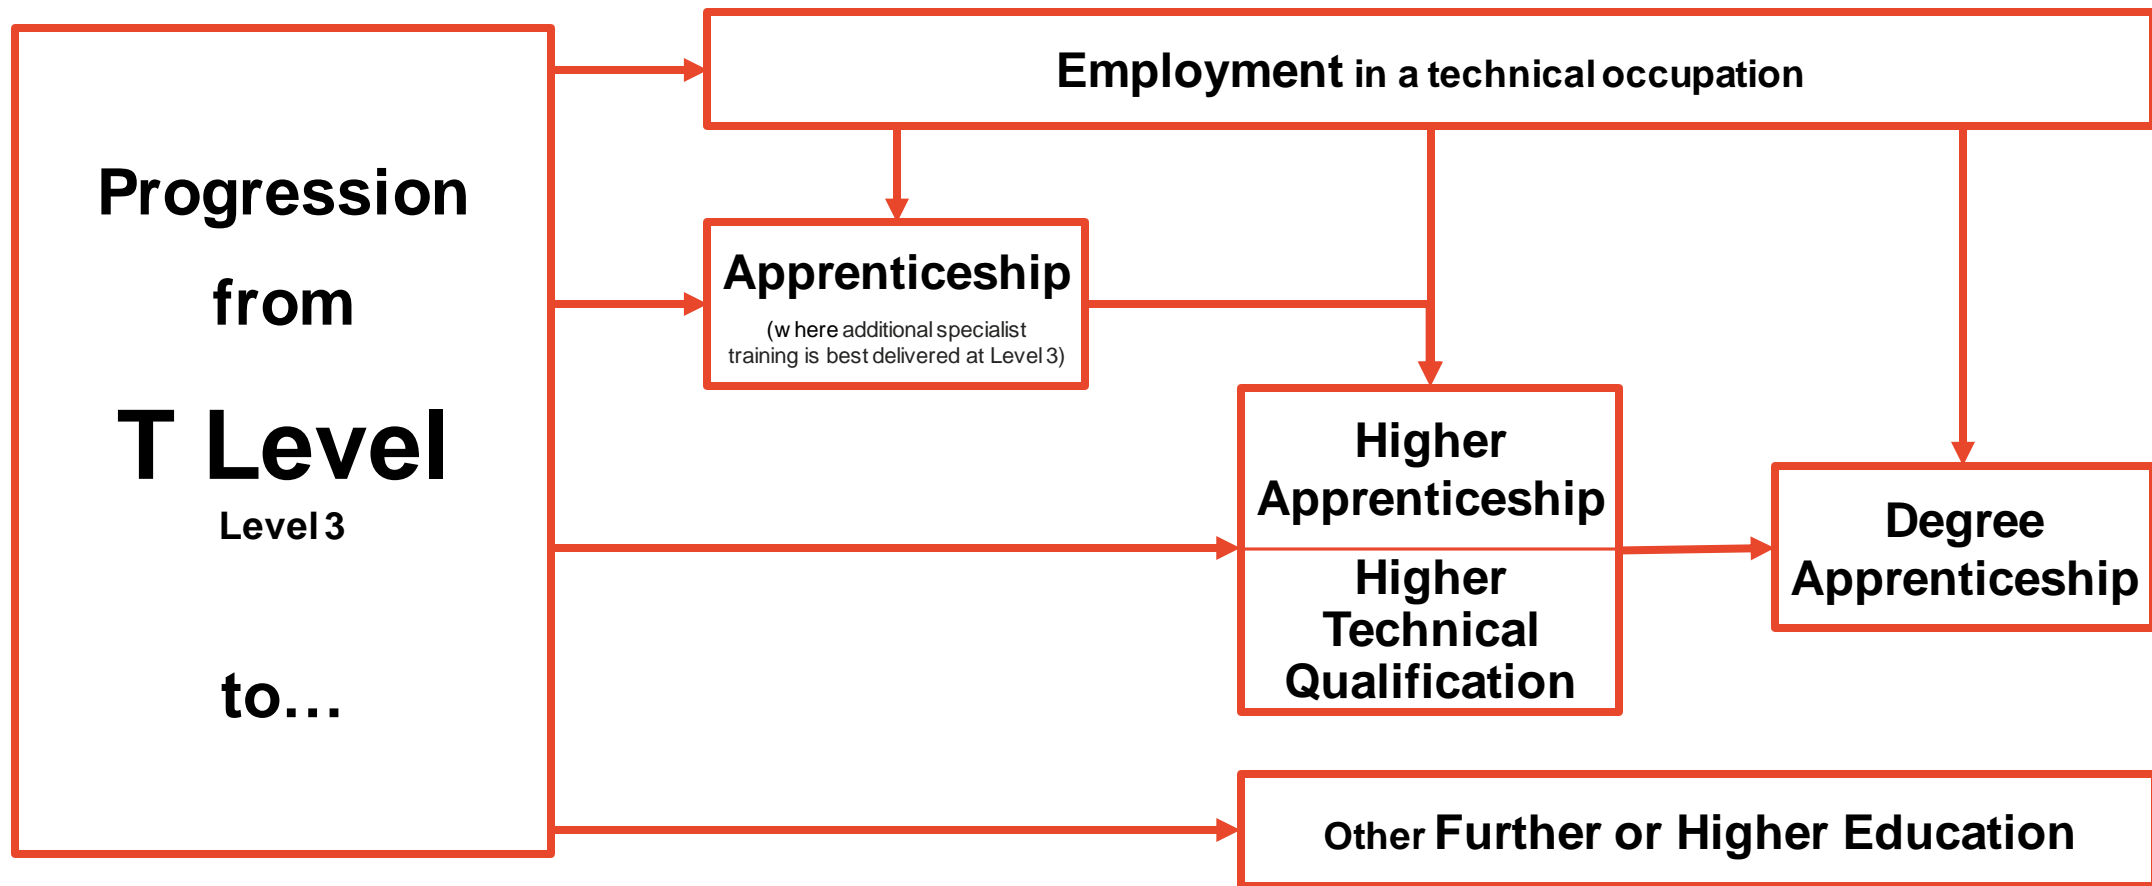 Progression
from
T Level
Level 3
to…
Employment in a technical occupation
Apprenticeship
(where additional specialist
training is best delivered at Level 3)
Higher
Apprenticeship
Higher
Technical
Qualification
Degree
Apprenticeship
Other Further or Higher Education